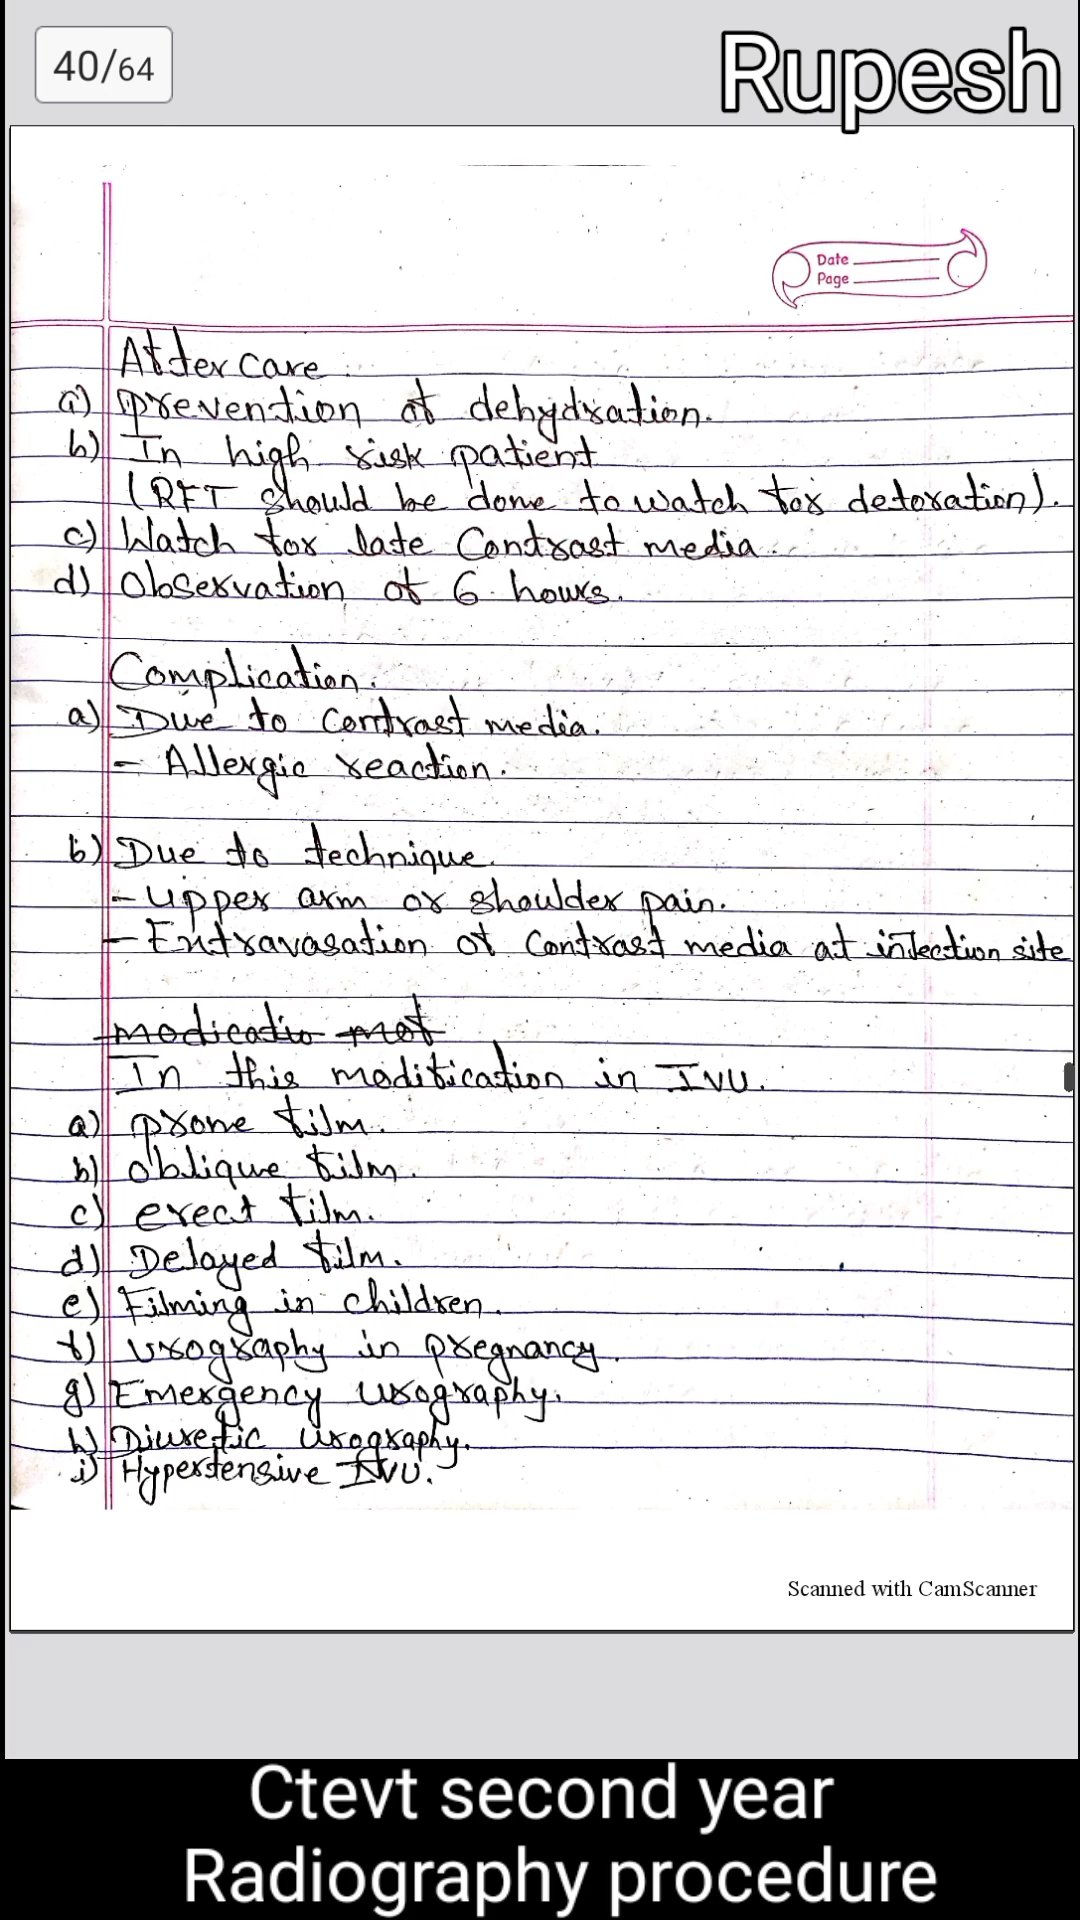 40/64
Rupesh
Date
Page
After care
a) prevention of dehydration.
b) In high risk patient
(RFT should be done to watch for detoration).
c) Watch for late Contrast media.
d) Observation of 6 hours.
Complication.
a) Due to contrast media.
- Allergic reaction.
b) Due to technique.
- upper arm or shoulder pain.
- Extravasation of Contrast media at injection site
modicatio mof
In this modification in IVU.
a) prone film.
b) oblique film.
c) erect film.
d) Delayed film.
e) Filming in children.
f) Urography in pregnancy.
g) Emergency urography.
h) Diuretic urography.
i) Hypertensive IVU.
Scanned with CamScanner
Ctevt second year
Radiography procedure